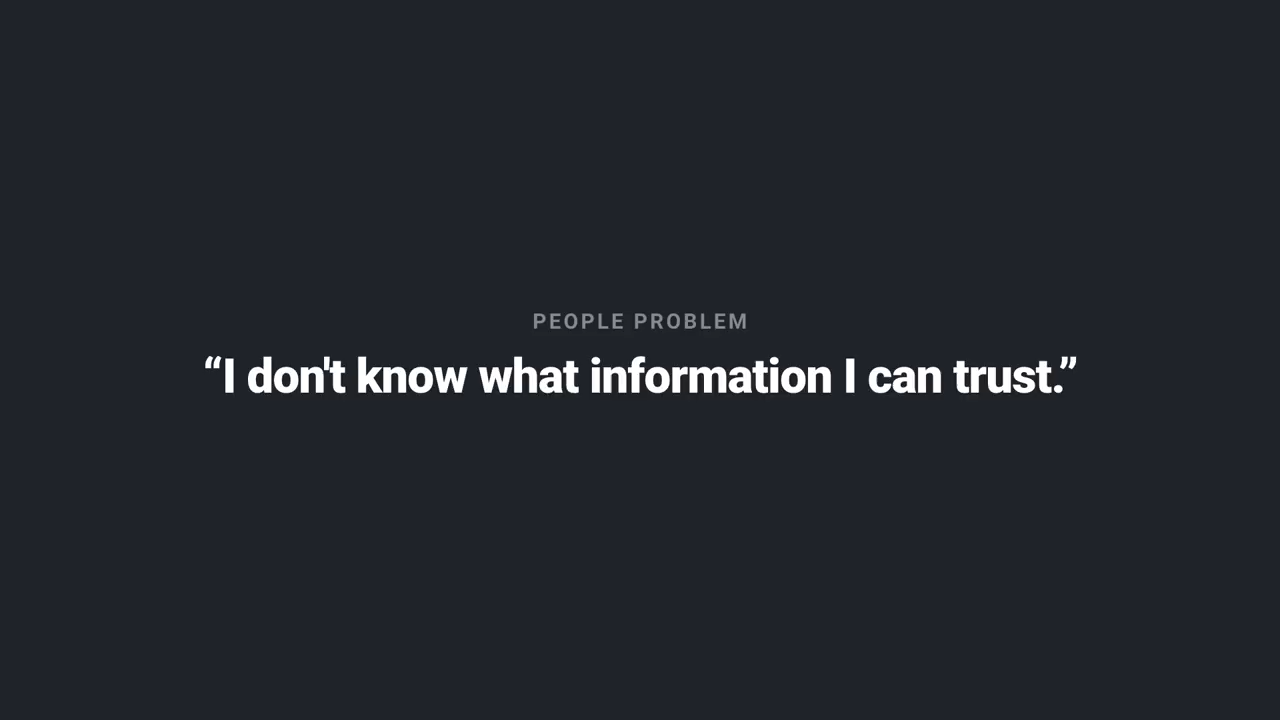 PEOPLE PROBLEM
“I don't know what information I can trust.”